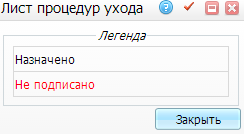 Лист процедур ухода
Легенда
Назначено
Не подписано
Закрыть